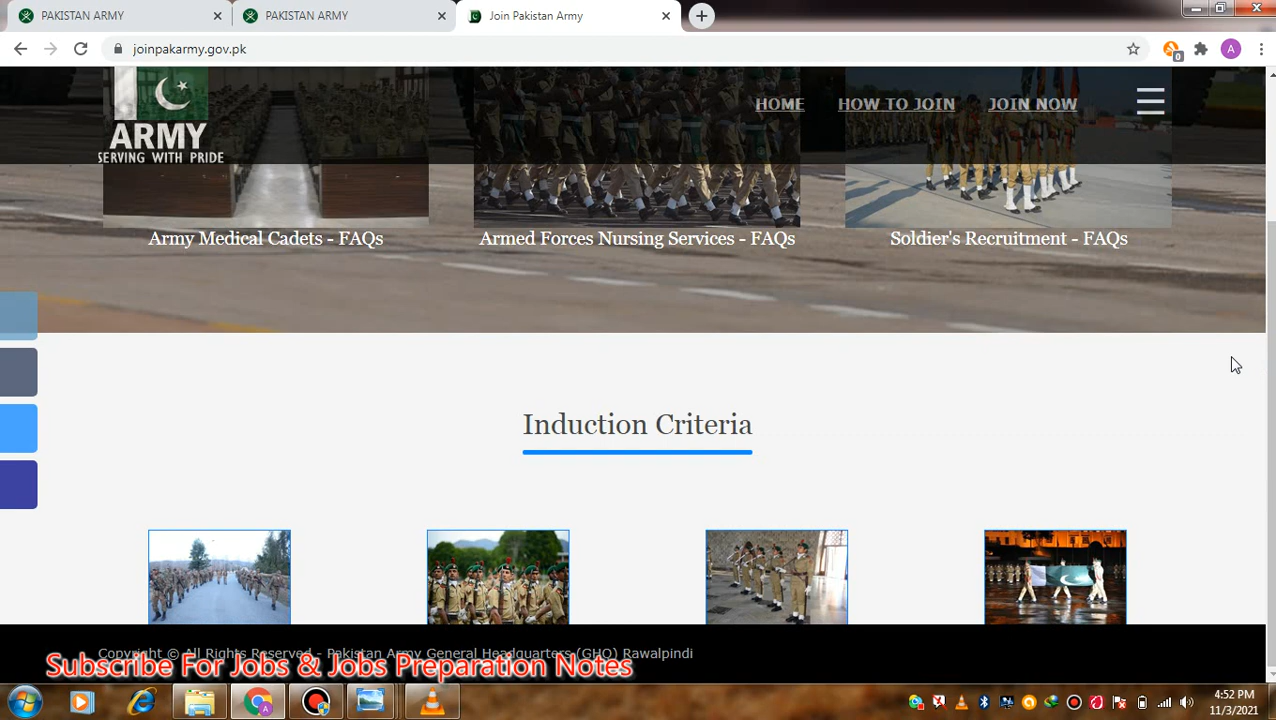 PAKISTAN ARMY
PAKISTAN ARMY
Join Pakistan Army
joinpakarmy.gov.pk
0
A
HOME
HOW TO JOIN
JOIN NOW
ARMY
SERVING WITH PRIDE
Army Medical Cadets - FAQs
Armed Forces Nursing Services - FAQs
Soldier's Recruitment - FAQs
Induction Criteria
Copyright © All Rights Reserved - Pakistan Army General Headquarters (GHQ) Rawalpindi
Subscribe For Jobs & Jobs Preparation Notes
4:52 PM
11/3/2021